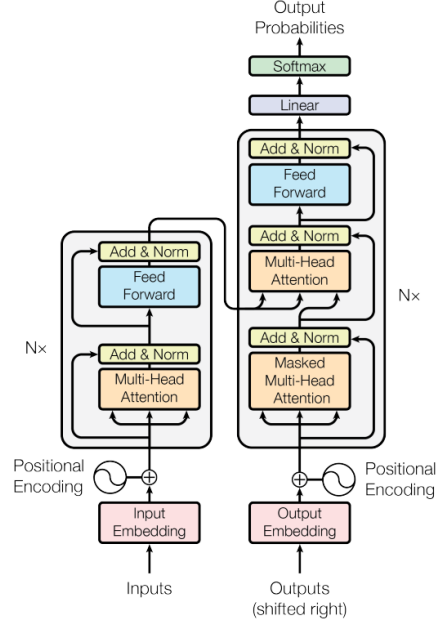 Output
Probabilities
Softmax
Linear
Add & Norm
Feed
Forward
Add & Norm
Multi-Head
Attention
Nx
Add & Norm
Masked
Multi-Head
Attention
Add & Norm
Feed
Forward
N×
Add & Norm
Multi-Head
Attention
Positional
Encoding
Positional
Encoding
Input
Embedding
Output
Embedding
Inputs
Outputs
(shifted right)